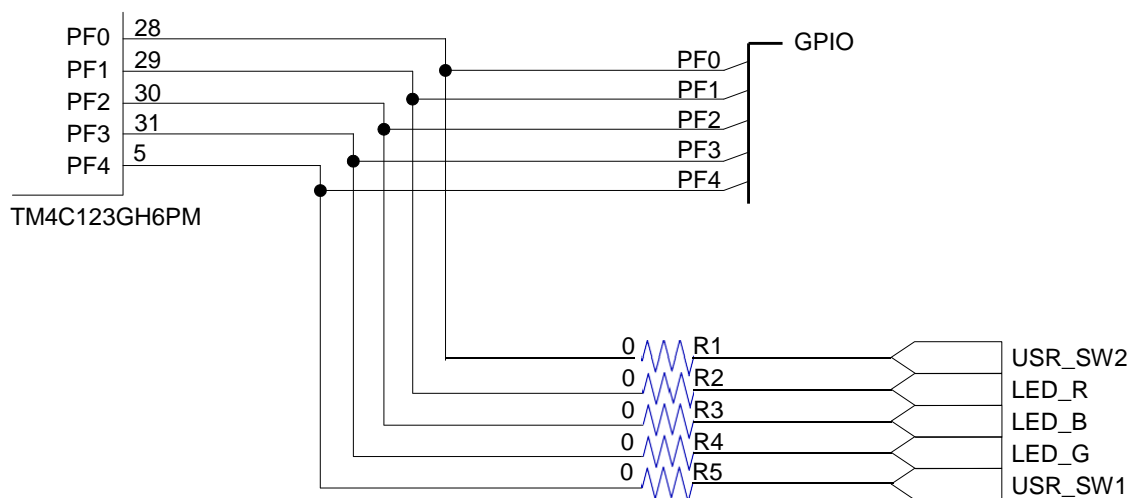 PF0 28
PF1 29
PF2 30
PF3 31
PF4 5
TM4C123GH6PM
GPIO
PF0
PF1
PF2
PF3
PF4
0 R1 USR_SW2
0 R2 LED_R
0 R3 LED_B
0 R4 LED_G
0 R5 USR_SW1